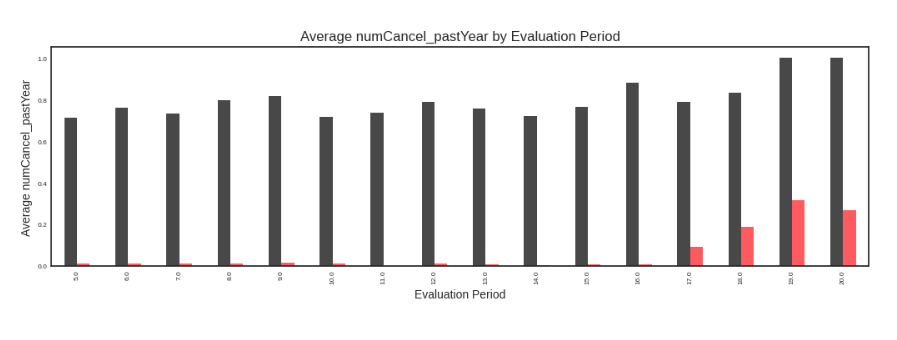 Average numCancel_pastYear by Evaluation Period
Average numCancel_pastYear
1.0
0.8
0.6
0.4
0.2
0.0
5.0 6.0 7.0 8.0 9.0 10.0 11.0 12.0 13.0 14.0 15.0 16.0 17.0 18.0 19.0 20.0
Evaluation Period